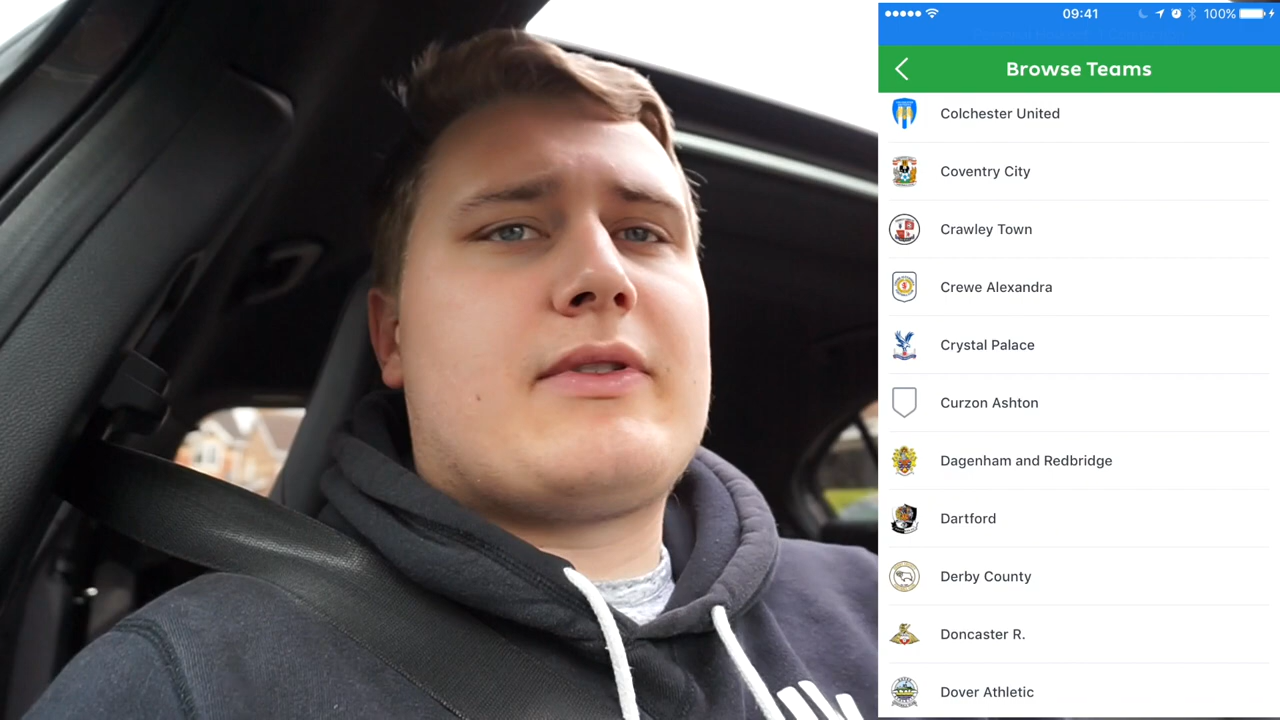 09:41
100%
Browse Teams
Colchester United
Coventry City
Crawley Town
Crewe Alexandra
Crystal Palace
Curzon Ashton
Dagenham and Redbridge
Dartford
Derby County
Doncaster R.
Dover Athletic